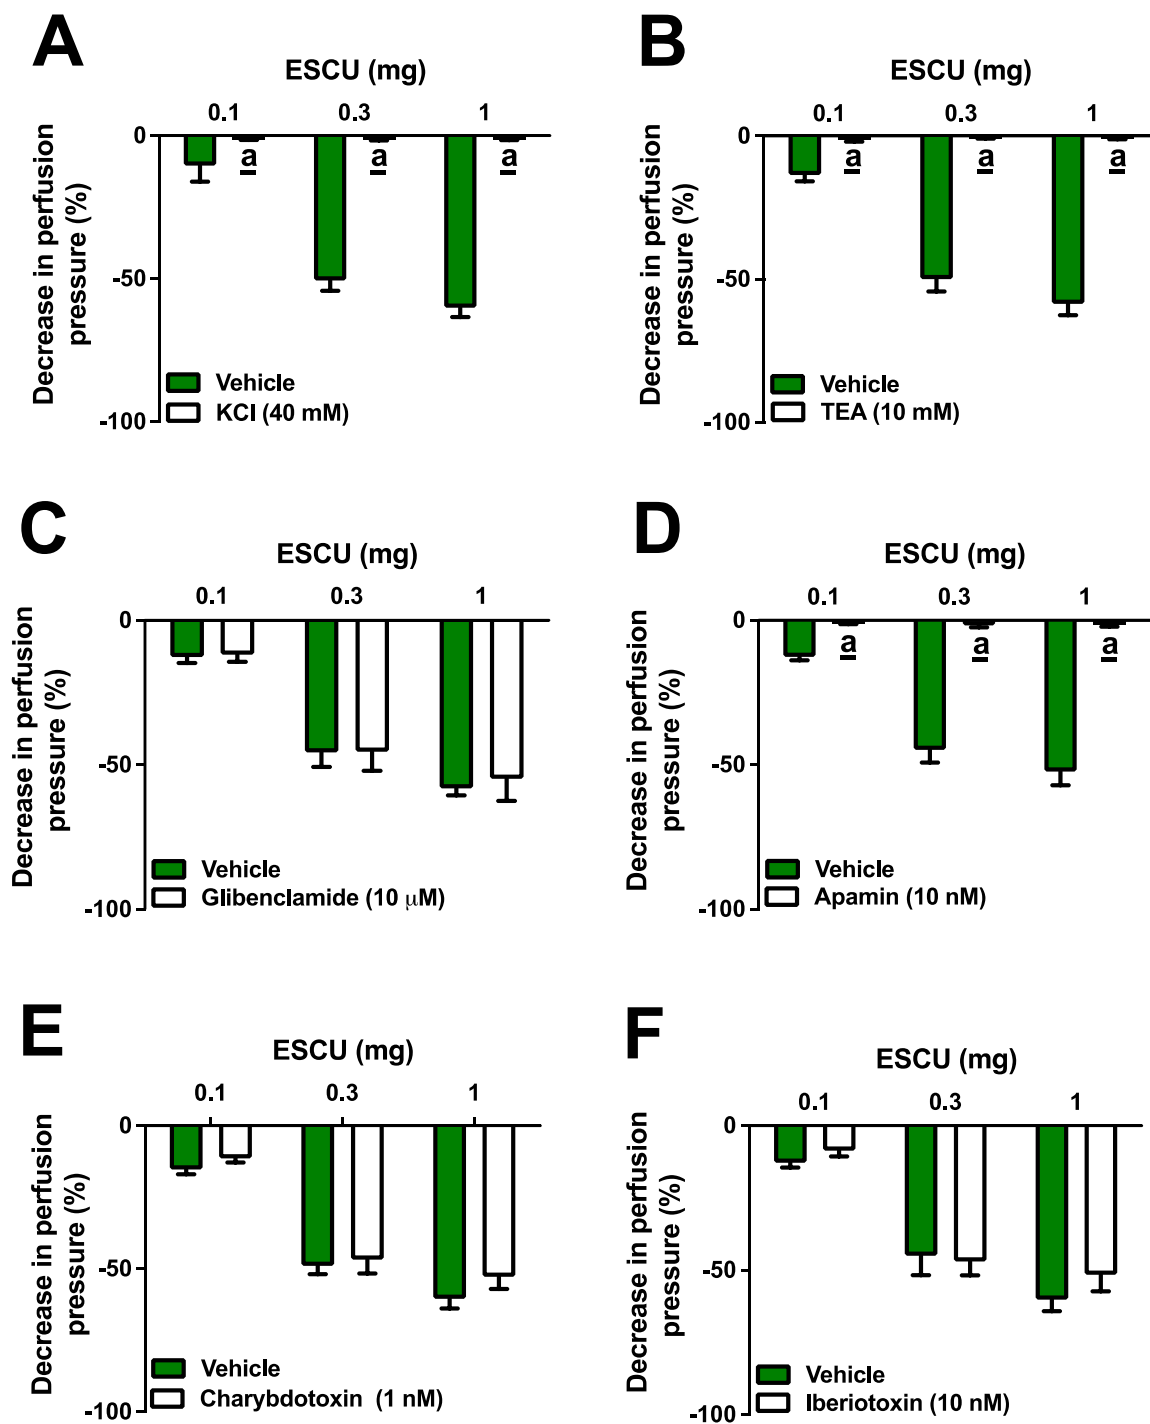 A
ESCU (mg)
0.1 0.3 1
0
-50
-100
Decrease in perfusion
pressure (%)
a a a
Vehicle
KCl (40 mM)
B
ESCU (mg)
0.1 0.3 1
0
-50
-100
Decrease in perfusion
pressure (%)
a a a
Vehicle
TEA (10 mM)
C
ESCU (mg)
0.1 0.3 1
0
-50
-100
Decrease in perfusion
pressure (%)
Vehicle
Glibenclamide (10 μM)
D
ESCU (mg)
0.1 0.3 1
0
-50
-100
Decrease in perfusion
pressure (%)
a a a
Vehicle
Apamin (10 nM)
E
ESCU (mg)
0.1 0.3 1
0
-50
-100
Decrease in perfusion
pressure (%)
Vehicle
Charybdotoxin (1 nM)
F
ESCU (mg)
0.1 0.3 1
0
-50
-100
Decrease in perfusion
pressure (%)
Vehicle
Iberiotoxin (10 nM)